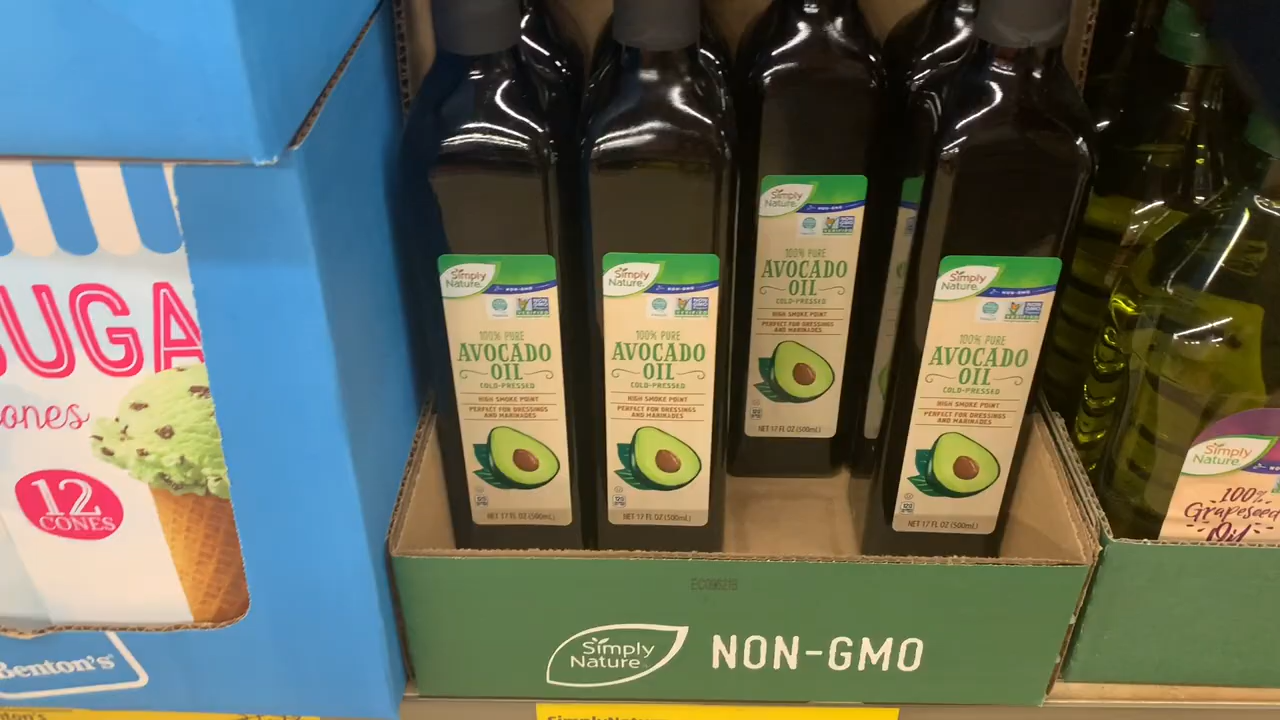 SUGA
ones
12
CONES
Benton's
Simply
Nature
NON-GMO
100% PURE
AVOCADO
OIL
COLD-PRESSED
HIGH SMOKE POINT
PERFECT FOR DRESSINGS
AND MARINADES
NET 17 FL OZ (500mL)
Simply
Nature
NON-GMO
100% PURE
AVOCADO
OIL
COLD-PRESSED
HIGH SMOKE POINT
PERFECT FOR DRESSINGS
AND MARINADES
NET 17 FL OZ (500mL)
Simply
Nature
NON-GMO
100% PURE
AVOCADO
OIL
COLD-PRESSED
HIGH SMOKE POINT
PERFECT FOR DRESSINGS
AND MARINADES
NET 17 FL OZ (500mL)
Simply
Nature
NON-GMO
100% PURE
AVOCADO
OIL
COLD-PRESSED
HIGH SMOKE POINT
PERFECT FOR DRESSINGS
AND MARINADES
NET 17 FL OZ (500mL)
Simply
Nature
100%
Grapeseed
Oil
Simply
Nature
NON-GMO
SimplyNature